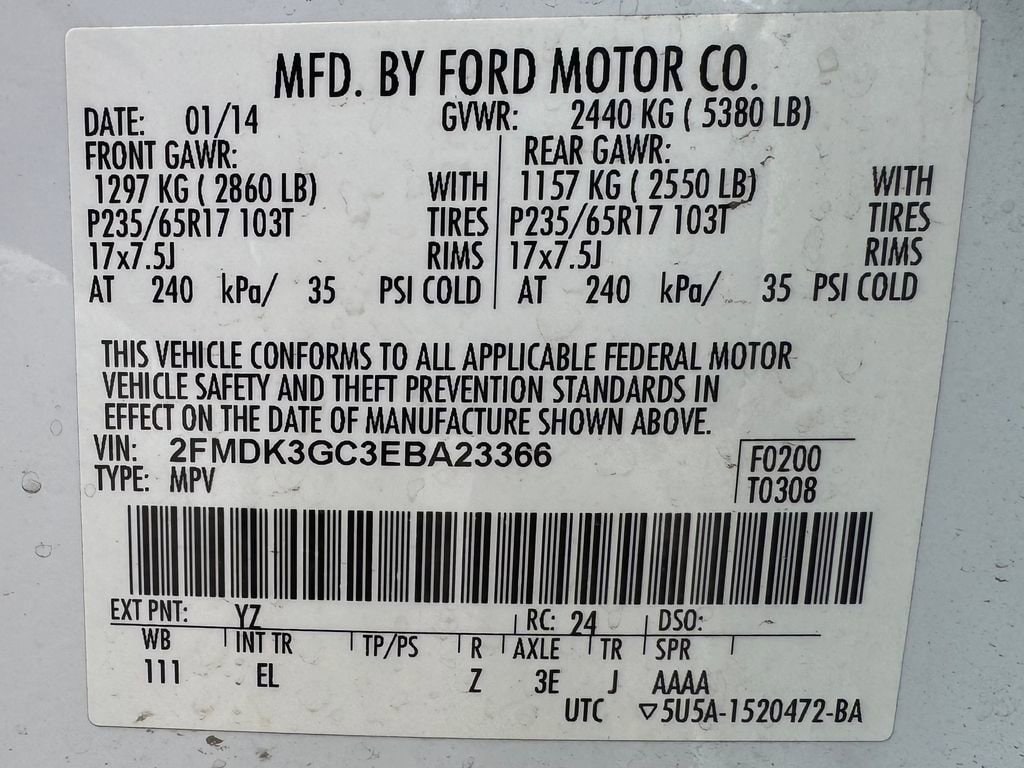 MFD. BY FORD MOTOR CO.
DATE: 01/14 GVWR: 2440 KG ( 5380 LB)
FRONT GAWR: REAR GAWR:
1297 KG ( 2860 LB) WITH 1157 KG ( 2550 LB) WITH
P235/65R17 103T TIRES P235/65R17 103T TIRES
17x7.5J RIMS 17x7.5J RIMS
AT 240 kPa/ 35 PSI COLD AT 240 kPa/ 35 PSI COLD
THIS VEHICLE CONFORMS TO ALL APPLICABLE FEDERAL MOTOR
VEHICLE SAFETY AND THEFT PREVENTION STANDARDS IN
EFFECT ON THE DATE OF MANUFACTURE SHOWN ABOVE.
VIN: 2FMDK3GC3EBA23366 F0200
TYPE: MPV T0308
EXT PNT: YZ RC: 24 DSO:
WB INT TR TP/PS R AXLE TR SPR
111 EL Z 3E J AAAA
UTC ▽5U5A-1520472-BA